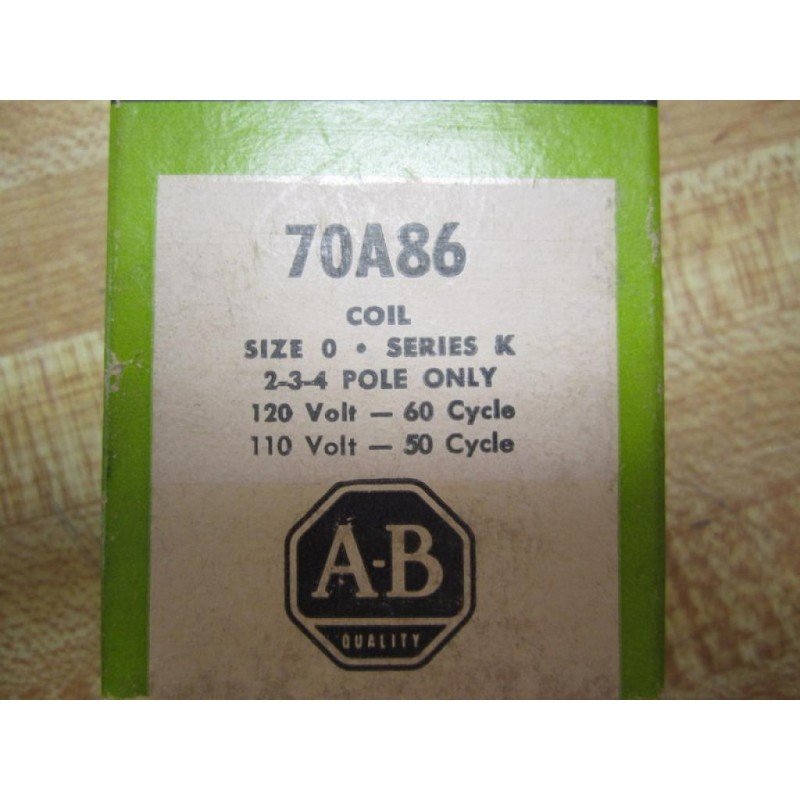 70A86
COIL
SIZE 0 • SERIES K
2-3-4 POLE ONLY
120 Volt — 60 Cycle
110 Volt — 50 Cycle
A-B
QUALITY